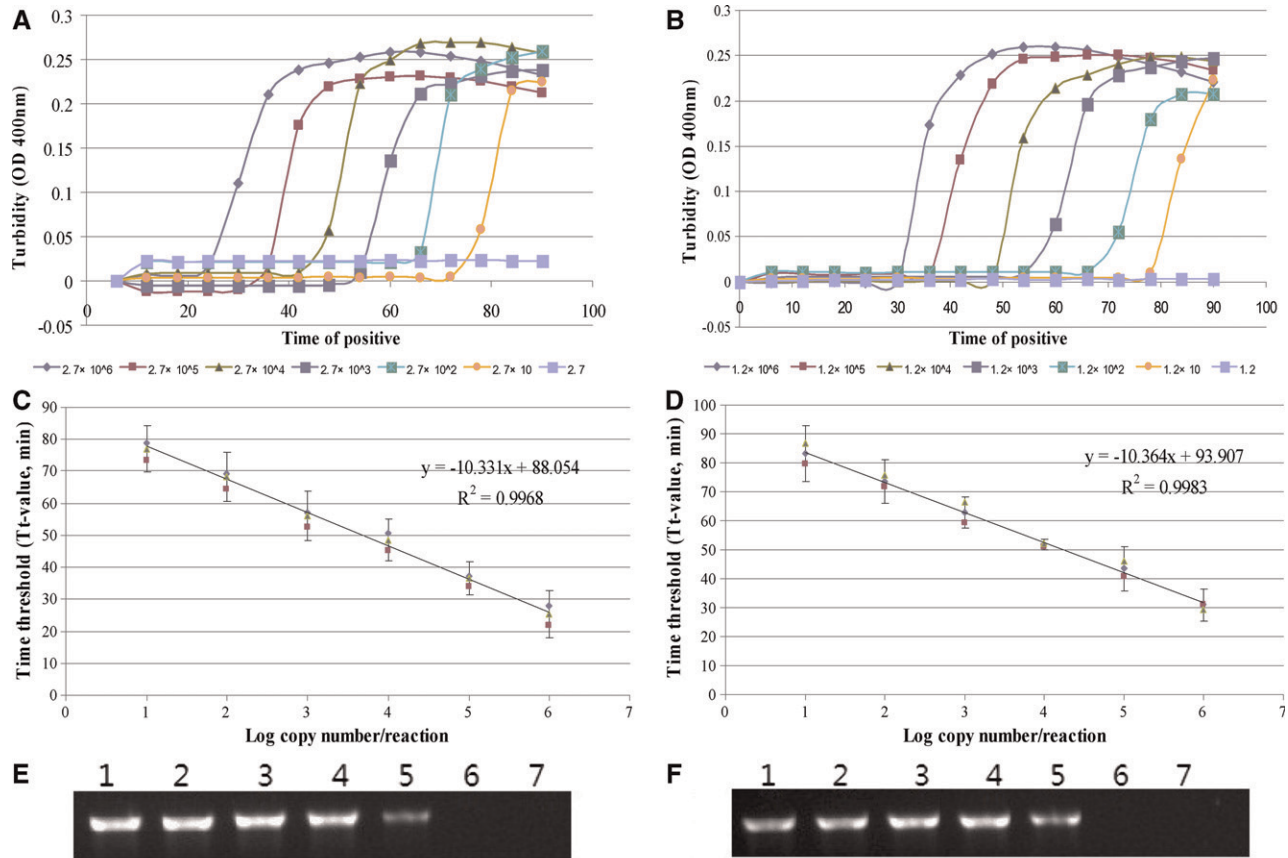 A
0.3
0.25
0.2
0.15
0.1
0.05
0
-0.05
Turbidity (OD 400nm)
0 20 40 60 80 100
Time of positive
2.7× 10^6 2.7× 10^5 2.7× 10^4 2.7× 10^3 2.7× 10^2 2.7× 10 2.7
B
0.3
0.25
0.2
0.15
0.1
0.05
0
-0.05
Turbidity (OD 400nm)
0 10 20 30 40 50 60 70 80 90 100
Time of positive
1.2× 10^6 1.2× 10^5 1.2× 10^4 1.2× 10^3 1.2× 10^2 1.2× 10 1.2
C
90
80
70
60
50
40
30
20
10
0
Time threshold (Tt-value, min)
y = -10.331x + 88.054
R² = 0.9968
0 1 2 3 4 5 6 7
Log copy number/reaction
D
100
90
80
70
60
50
40
30
20
10
0
Time threshold (Tt-value, min)
y = -10.364x + 93.907
R² = 0.9983
0 1 2 3 4 5 6 7
Log copy number/reaction
E
1 2 3 4 5 6 7
F
1 2 3 4 5 6 7